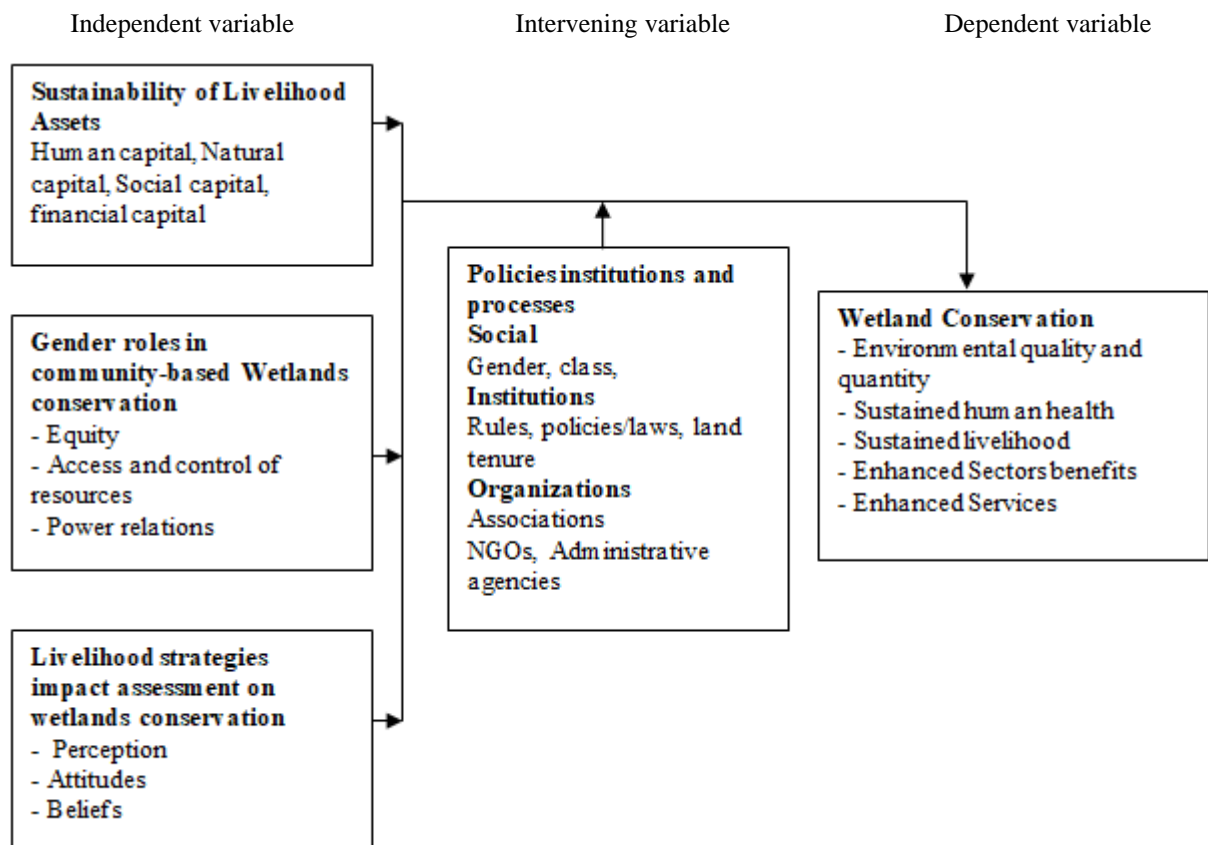 Independent variable
Intervening variable
Dependent variable
Sustainability of Livelihood
Assets
Human capital, Natural
capital, Social capital,
financial capital
Gender roles in
community-based Wetlands
conservation
- Equity
- Access and control of
resources
- Power relations
Livelihood strategies
impact assessment on
wetlands conservation
- Perception
- Attitudes
- Beliefs
Policies institutions and
processes
Social
Gender, class,
Institutions
Rules, policies/laws, land
tenure
Organizations
Associations
NGOs, Administrative
agencies
Wetland Conservation
- Environmental quality and
quantity
- Sustained human health
- Sustained livelihood
- Enhanced Sectors benefits
- Enhanced Services